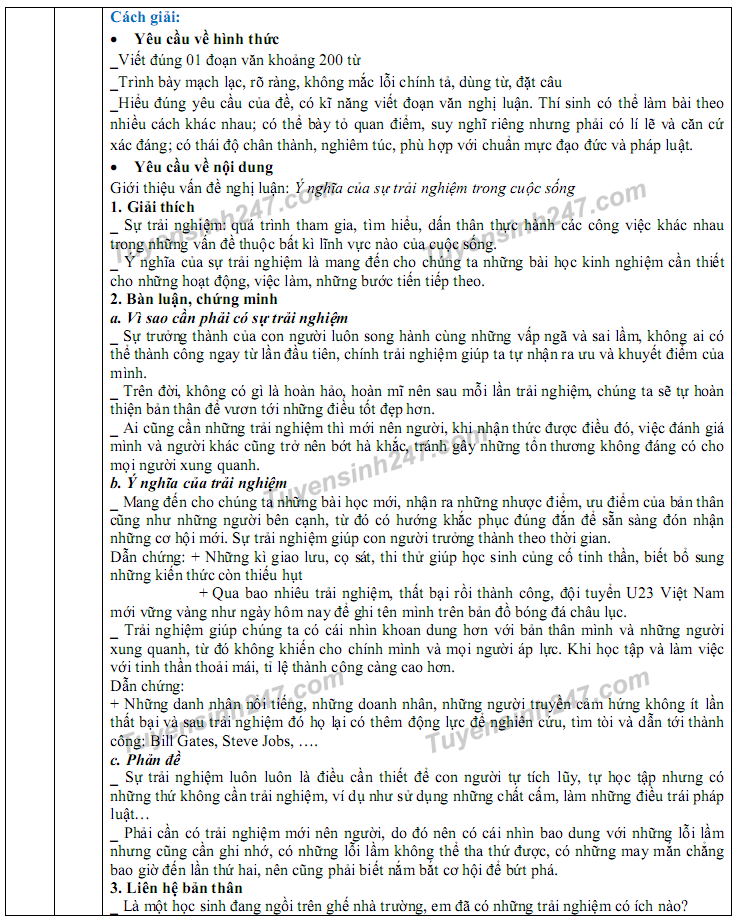 Cách giải:
• Yêu cầu về hình thức
_Viết đúng 01 đoạn văn khoảng 200 từ
_Trình bày mạch lạc, rõ ràng, không mắc lỗi chính tả, dùng từ, đặt câu
_Hiểu đúng yêu cầu của đề, có kĩ năng viết đoạn văn nghị luận. Thí sinh có thể làm bài theo
nhiều cách khác nhau; có thể bày tỏ quan điểm, suy nghĩ riêng nhưng phải có lí lẽ và căn cứ
xác đáng; có thái độ chân thành, nghiêm túc, phù hợp với chuẩn mực đạo đức và pháp luật.
• Yêu cầu về nội dung
Giới thiệu vấn đề nghị luận: Ý nghĩa của sự trải nghiệm trong cuộc sống
1. Giải thích
_ Sự trải nghiệm: quá trình tham gia, tìm hiểu, dấn thân thực hành các công việc khác nhau
trong những vấn đề thuộc bất kì lĩnh vực nào của cuộc sống.
_ Ý nghĩa của sự trải nghiệm là mang đến cho chúng ta những bài học kinh nghiệm cần thiết
cho những hoạt động, việc làm, những bước tiến tiếp theo.
Tuyensinh247.com
Tuyensinh247.com
2. Bàn luận, chứng minh
a. Vì sao cần phải có sự trải nghiệm
_ Sự trưởng thành của con người luôn song hành cùng những vấp ngã và sai lầm, không ai có
thể thành công ngay từ lần đầu tiên, chính trải nghiệm giúp ta tự nhận ra ưu và khuyết điểm của
mình.
_ Trên đời, không có gì là hoàn hảo, hoàn mĩ nên sau mỗi lần trải nghiệm, chúng ta sẽ tự hoàn
thiện bản thân để vươn tới những điều tốt đẹp hơn.
_ Ai cũng cần những trải nghiệm thì mới nên người, khi nhận thức được điều đó, việc đánh giá
mình và người khác cũng trở nên bớt hà khắc, tránh gây những tổn thương không đáng có cho
mọi người xung quanh.
Tuyensinh247.com
b. Ý nghĩa của trải nghiệm
_ Mang đến cho chúng ta những bài học mới, nhận ra những nhược điểm, ưu điểm của bản thân
cũng như những người bên cạnh, từ đó có hướng khắc phục đúng đắn để sẵn sàng đón nhận
những cơ hội mới. Sự trải nghiệm giúp con người trưởng thành theo thời gian.
Dẫn chứng: + Những kì giao lưu, cọ sát, thi thử giúp học sinh củng cố tinh thần, biết bổ sung
những kiến thức còn thiếu hụt
+ Qua bao nhiêu trải nghiệm, thất bại rồi thành công, đội tuyển U23 Việt Nam
mới vững vàng như ngày hôm nay để ghi tên mình trên bản đồ bóng đá châu lục.
_ Trải nghiệm giúp chúng ta có cái nhìn khoan dung hơn với bản thân mình và những người
xung quanh, từ đó không khiến cho chính mình và mọi người áp lực. Khi học tập và làm việc
với tinh thần thoải mái, tỉ lệ thành công càng cao hơn.
Dẫn chứng:
+ Những danh nhân nổi tiếng, những doanh nhân, những người truyền cảm hứng không ít lần
thất bại và sau trải nghiệm đó họ lại có thêm động lực để nghiên cứu, tìm tòi và dẫn tới thành
công: Bill Gates, Steve Jobs, ….
Tuyensinh247.com
Tuyensinh247.com
c. Phản đề
_ Sự trải nghiệm luôn luôn là điều cần thiết để con người tự tích lũy, tự học tập nhưng có
những thứ không cần trải nghiệm, ví dụ như sử dụng những chất cấm, làm những điều trái pháp
luật…
_ Phải cần có trải nghiệm mới nên người, do đó nên có cái nhìn bao dung với những lỗi lầm
nhưng cũng cần ghi nhớ, có những lỗi lầm không thể tha thứ được, có những may mắn chẳng
bao giờ đến lần thứ hai, nên cũng phải biết nắm bắt cơ hội để bứt phá.
3. Liên hệ bản thân
_ Là một học sinh đang ngồi trên ghế nhà trường, em đã có những trải nghiệm có ích nào?